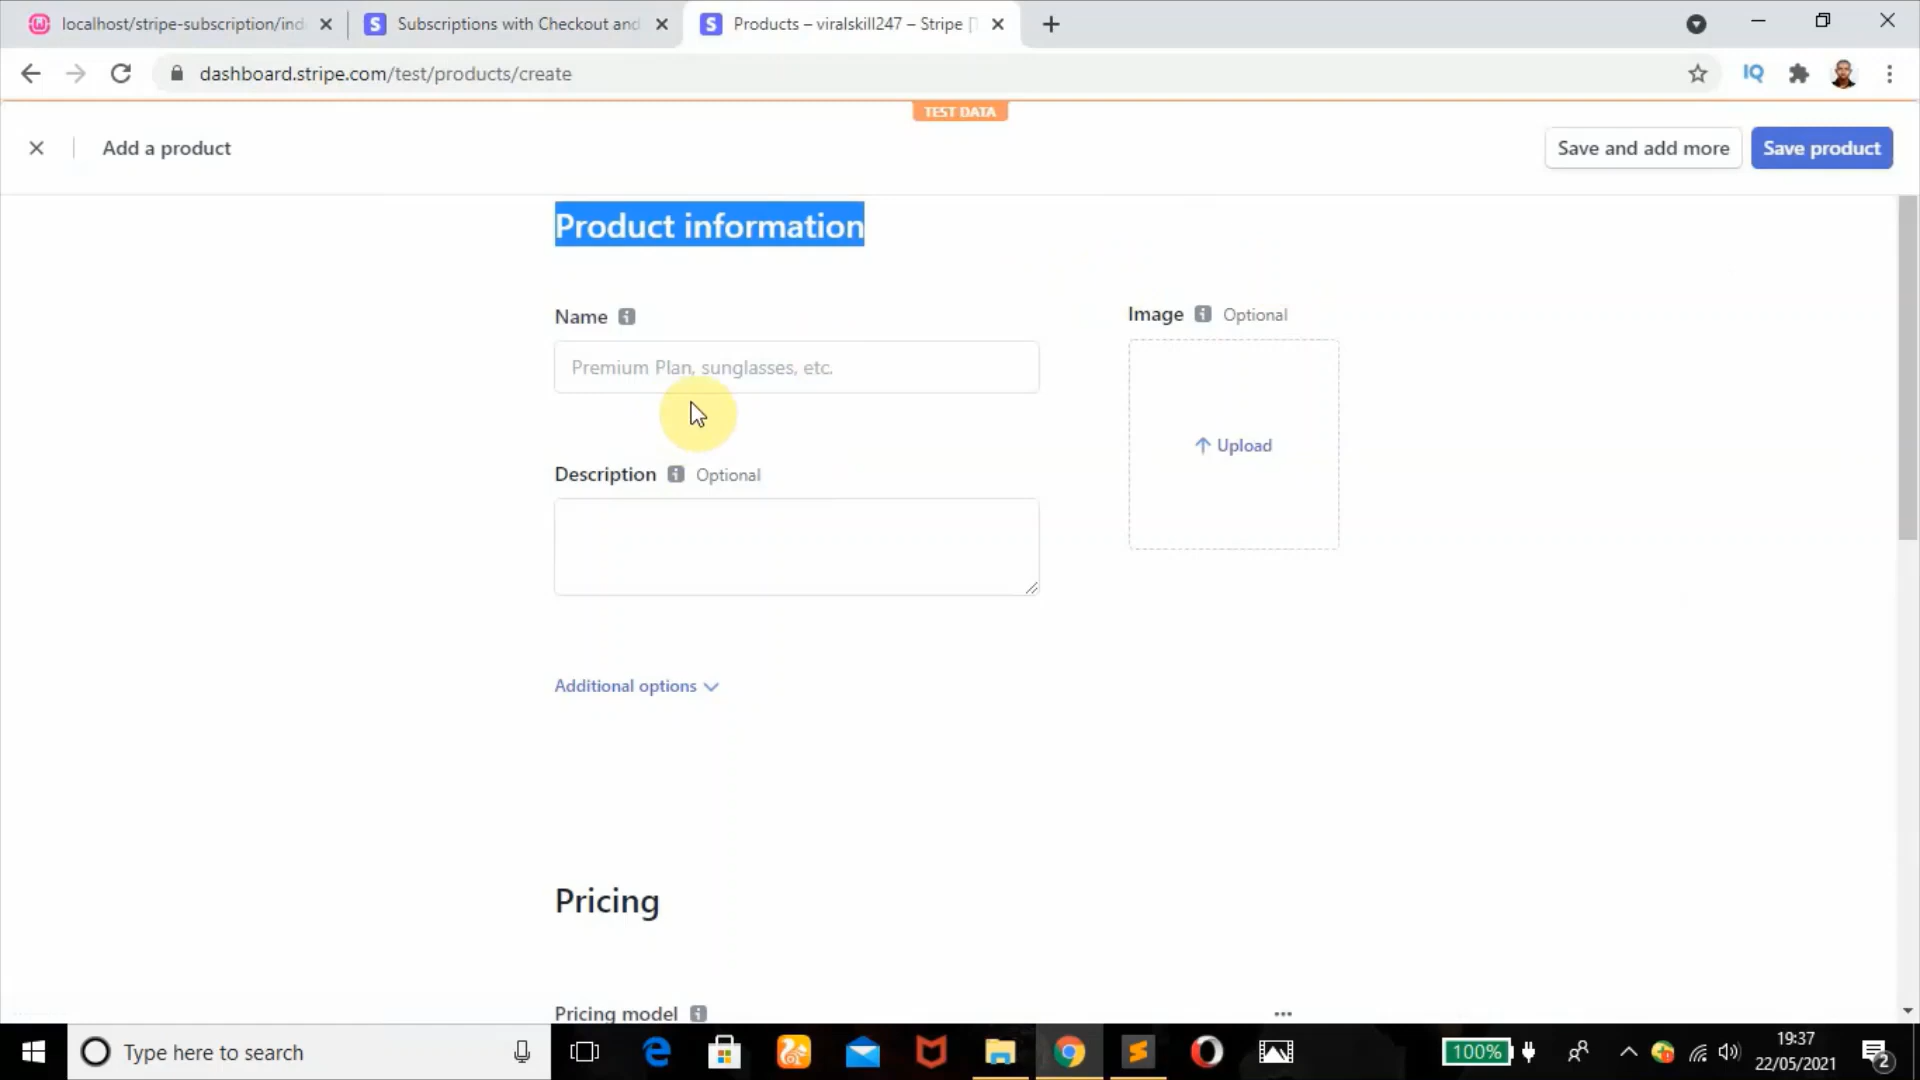 localhost/stripe-subscription/ind
Subscriptions with Checkout and
Products – viralskill247 – Stripe [T
dashboard.stripe.com/test/products/create
IQ
TEST DATA
Add a product
Save and add more
Save product
Product information
Name
Premium Plan, sunglasses, etc.
Image Optional
Upload
Description Optional
Additional options
Pricing
Pricing model
Type here to search
100%
19:37
22/05/2021
2